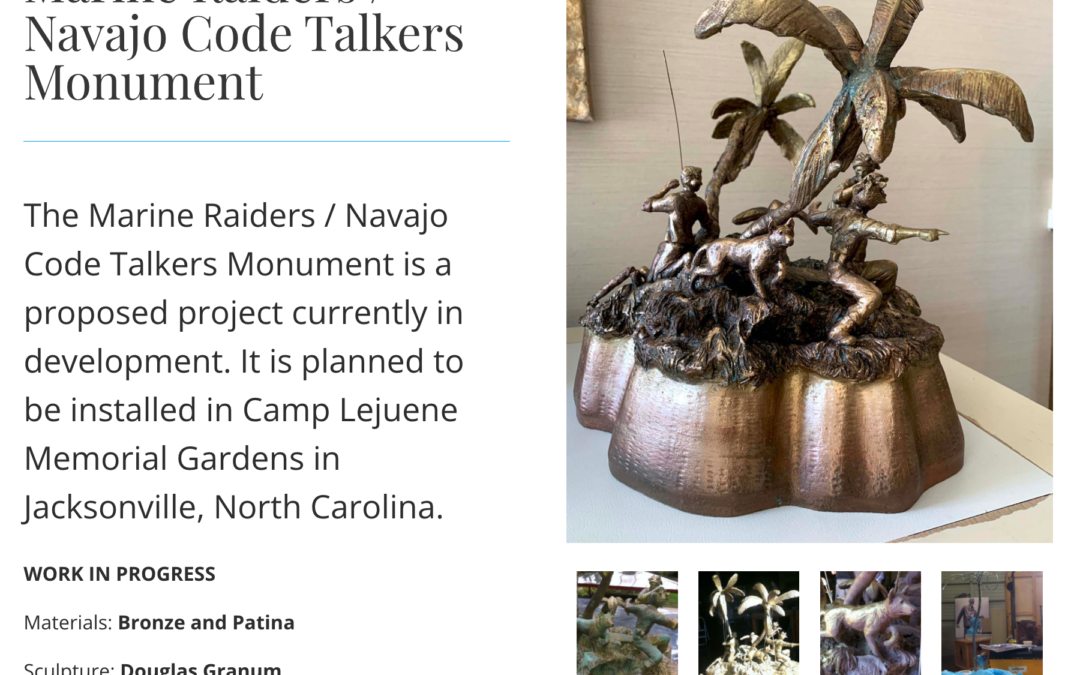 Marine Raiders /
Navajo Code Talkers
Monument
The Marine Raiders / Navajo
Code Talkers Monument is a
proposed project currently in
development. It is planned to
be installed in Camp Lejuene
Memorial Gardens in
Jacksonville, North Carolina.
WORK IN PROGRESS
Materials: Bronze and Patina
Sculpture: Douglas Granum